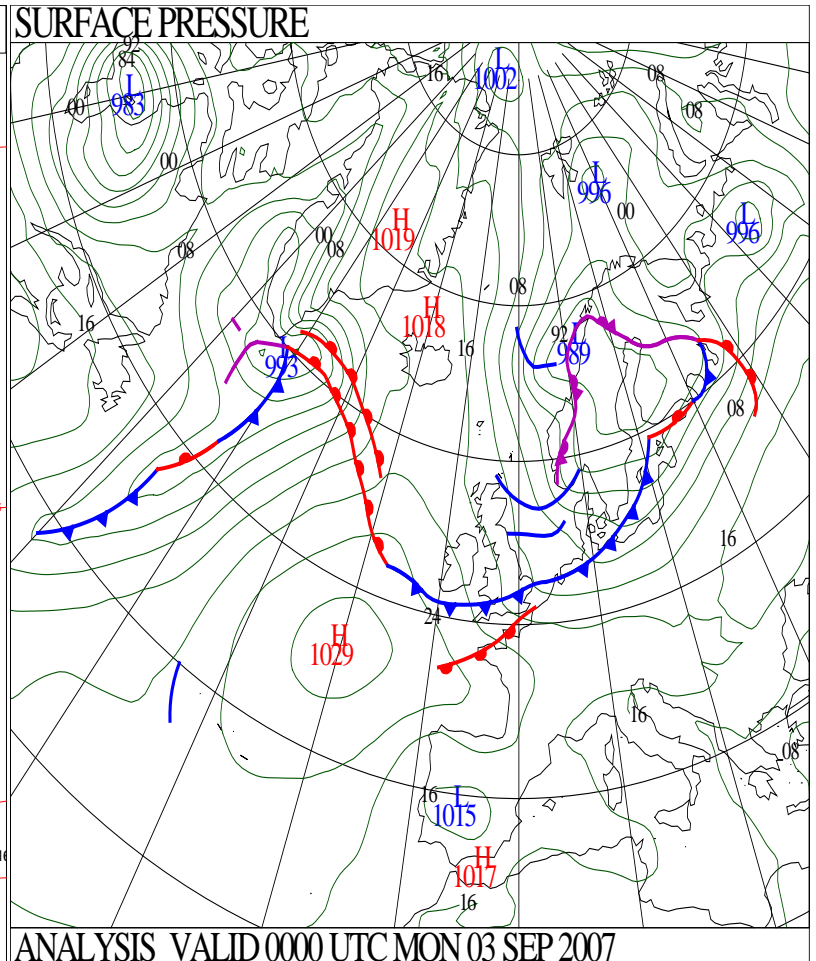 SURFACE PRESSURE
92
84
L
983
00
16
L
1002
08
08
00
L
996
00
L
996
H
1019
00
08
08
H
1018
08
16
16
92
L
989
L
993
08
16
24
H
1029
16
08
16
L
1015
H
1017
16
ANALYSIS VALID 0000 UTC MON 03 SEP 2007